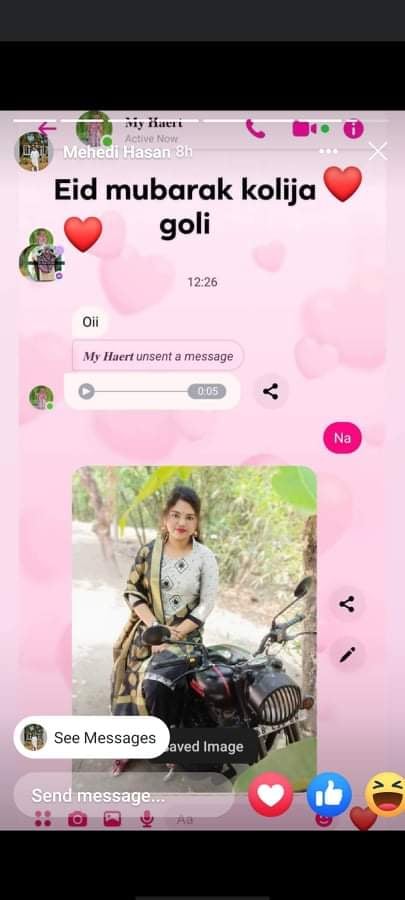 My Haert
Active Now
Mehedi Hasan 8h
Eid mubarak kolija ❤️
❤️ goli
12:26
Oii
My Haert unsent a message
0:05
Na
See Messages
aved Image
Send message...
Aa